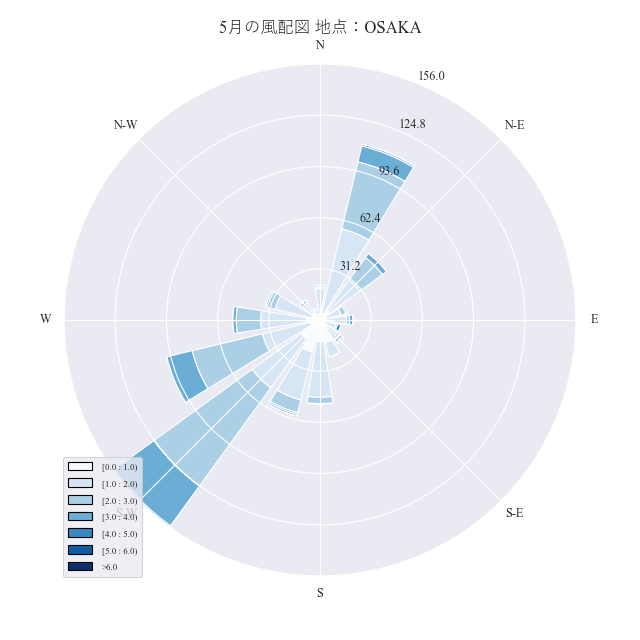 5月の風配図 地点：OSAKA
N
156.0
N-W
124.8
N-E
93.6
62.4
31.2
W
E
S-W
S-E
S
[0.0 : 1.0)
[1.0 : 2.0)
[2.0 : 3.0)
[3.0 : 4.0)
[4.0 : 5.0)
[5.0 : 6.0)
>6.0